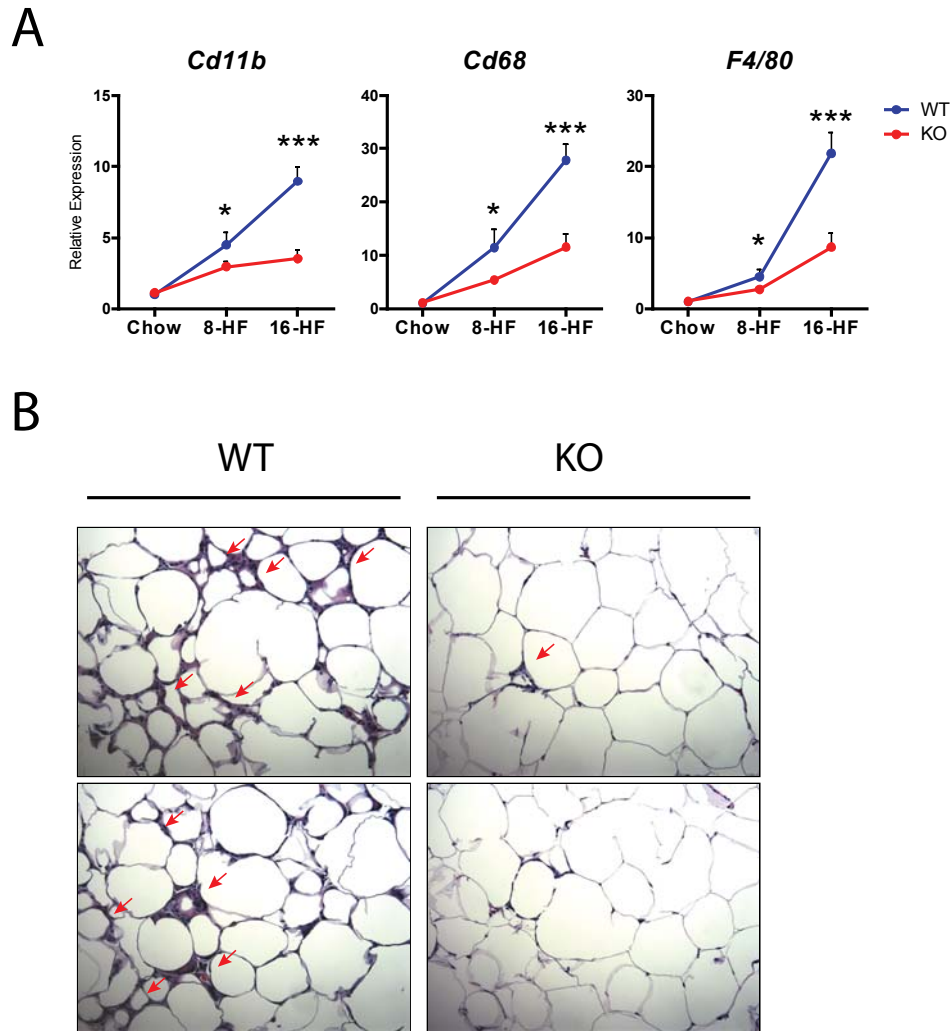 A
Cd11b
Cd68
F4/80
Relative Expression
15
10
5
0
***
*
Chow 8-HF 16-HF
40
30
20
10
0
***
*
Chow 8-HF 16-HF
30
20
10
0
***
*
Chow 8-HF 16-HF
WT
KO
B
WT
KO